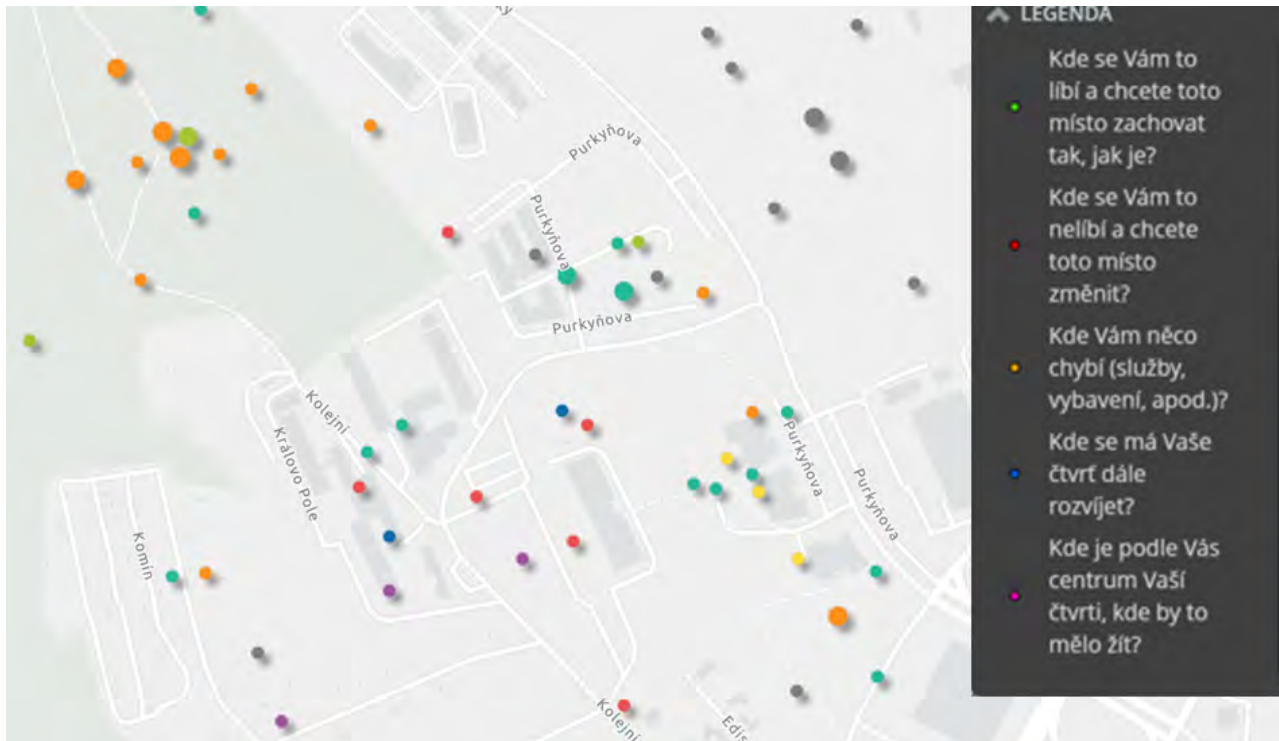 LEGENDA
Kde se Vám to
líbí a chcete toto
místo zachovat
tak, jak je?
Kde se Vám to
nelíbí a chcete
toto místo
změnit?
Kde Vám něco
chybí (služby,
vybavení, apod.)?
Kde se má Vaše
čtvrť dále
rozvíjet?
Kde je podle Vás
centrum Vaší
čtvrti, kde by to
mělo žít?
Purkyňova
Purkyňova
Purkyňova
Kolejní
Královo Pole
Purkyňova
Purkyňova
Komín
Kolejní